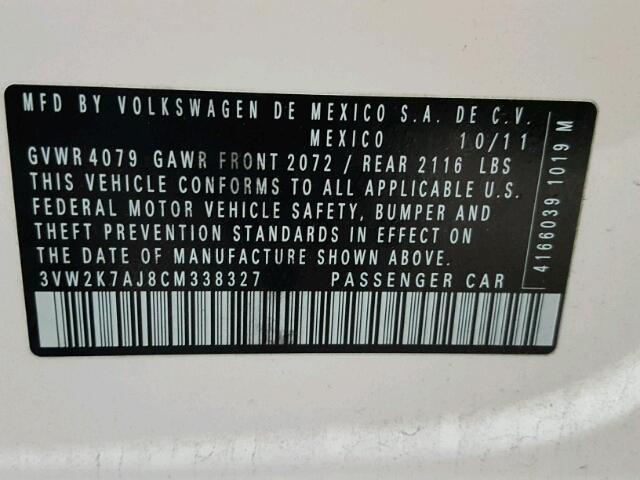 MFD BY VOLKSWAGEN DE MEXICO S.A. DE C.V.
MEXICO 10/11
GVWR 4079 GAWR FRONT 2072 / REAR 2116 LBS
THIS VEHICLE CONFORMS TO ALL APPLICABLE U.S.
FEDERAL MOTOR VEHICLE SAFETY, BUMPER AND
THEFT PREVENTION STANDARDS IN EFFECT ON
THE DATE OF MANUFACTURE SHOWN ABOVE.
3VW2K7AJ8CM338327 PASSENGER CAR
4166039 1019 M